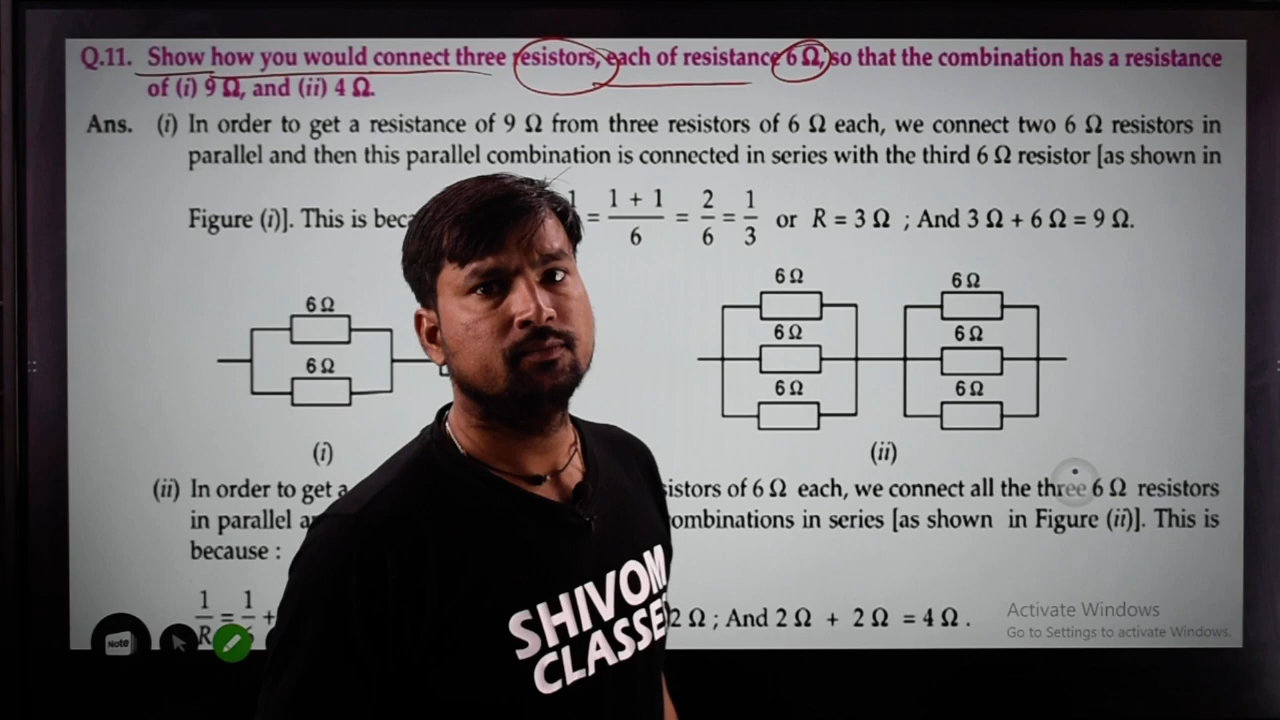 Q.11. Show how you would connect three resistors, each of resistance 6 Ω, so that the combination has a resistance
of (i) 9 Ω, and (ii) 4 Ω.
Ans. (i) In order to get a resistance of 9 Ω from three resistors of 6 Ω each, we connect two 6 Ω resistors in
parallel and then this parallel combination is connected in series with the third 6 Ω resistor [as shown in
Figure (i)]. This is = (1 + 1)/6 = 2/6 = 1/3 or R = 3 Ω ; And 3 Ω + 6 Ω = 9 Ω.
6 Ω
6 Ω
(i)
6 Ω
6 Ω
6 Ω
6 Ω
6 Ω
6 Ω
(ii)
(ii) In order to get a of 6 Ω each, we connect all the three 6 Ω resistors
in parallel in series [as shown in Figure (ii)]. This is
because :
1/R = 1/ + 2 Ω ; And 2 Ω + 2 Ω = 4 Ω .
Activate Windows
Go to Settings to activate Windows.
Note
SHIVOM
CLASSES